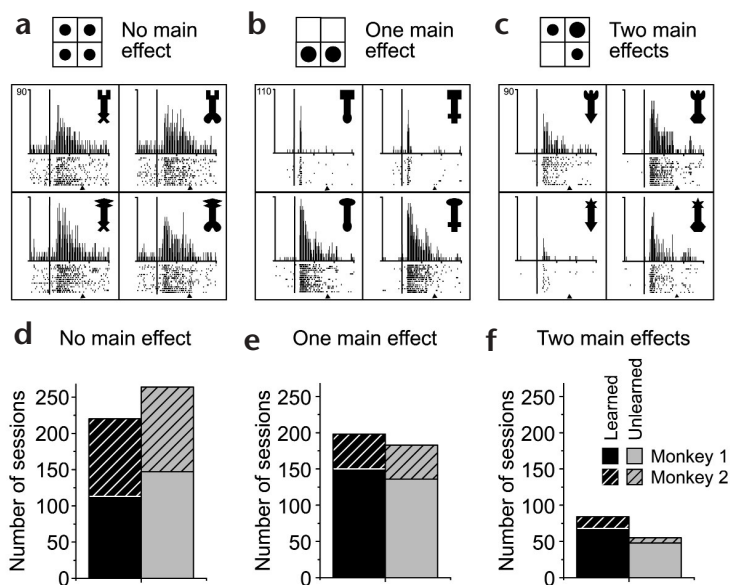 a
No main
effect
b
One main
effect
c
Two main
effects
90
110
90
d No main effect
e One main effect
f Two main effects
Number of sessions
250
200
150
100
50
0
Number of sessions
250
200
150
100
50
0
Number of sessions
250
200
150
100
50
0
Learned
Unlearned
Monkey 1
Monkey 2